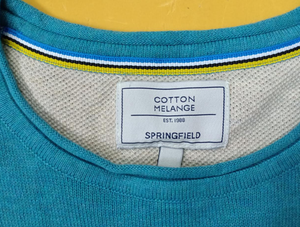 COTTON
MELANGE
EST. 1988
SPRINGFIELD